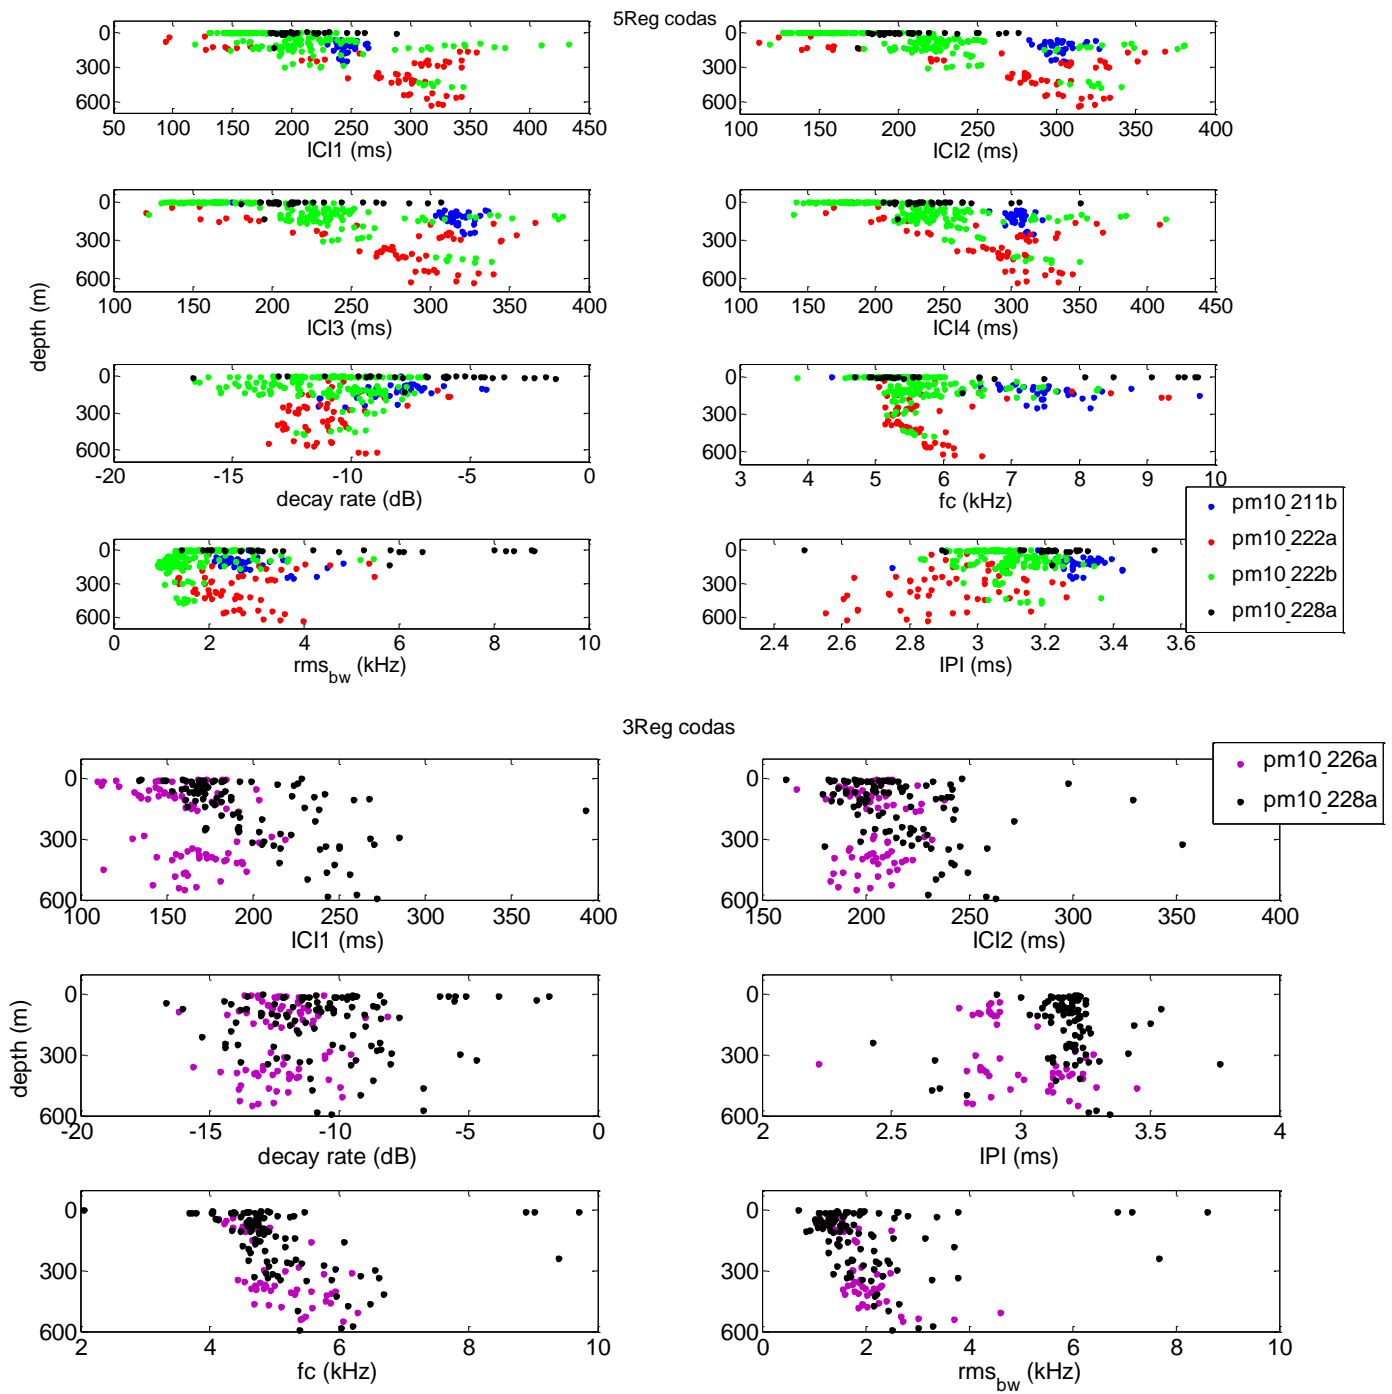 5Reg codas
0
300
600
50 100 150 200 250 300 350 400 450
ICI1 (ms)
100 150 200 250 300 350 400
ICI2 (ms)
0
300
600
100 150 200 250 300 350 400
ICI3 (ms)
0
300
600
100 150 200 250 300 350 400 450
ICI4 (ms)
depth (m)
0
300
600
-20 -15 -10 -5 0
decay rate (dB)
0
300
600
3 4 5 6 7 8 9 10
fc (kHz)
pm10_211b
pm10_222a
pm10_222b
pm10_228a
0
300
600
0 2 4 6 8 10
rms_bw (kHz)
0
300
600
2.4 2.6 2.8 3 3.2 3.4 3.6
IPI (ms)
3Reg codas
pm10_226a
pm10_228a
0
300
600
100 150 200 250 300 350 400
ICI1 (ms)
0
300
600
150 200 250 300 350 400
ICI2 (ms)
depth (m)
0
300
600
-20 -15 -10 -5 0
decay rate (dB)
0
300
600
2 2.5 3 3.5 4
IPI (ms)
0
300
600
2 4 6 8 10
fc (kHz)
0
300
600
0 2 4 6 8 10
rms_bw (kHz)